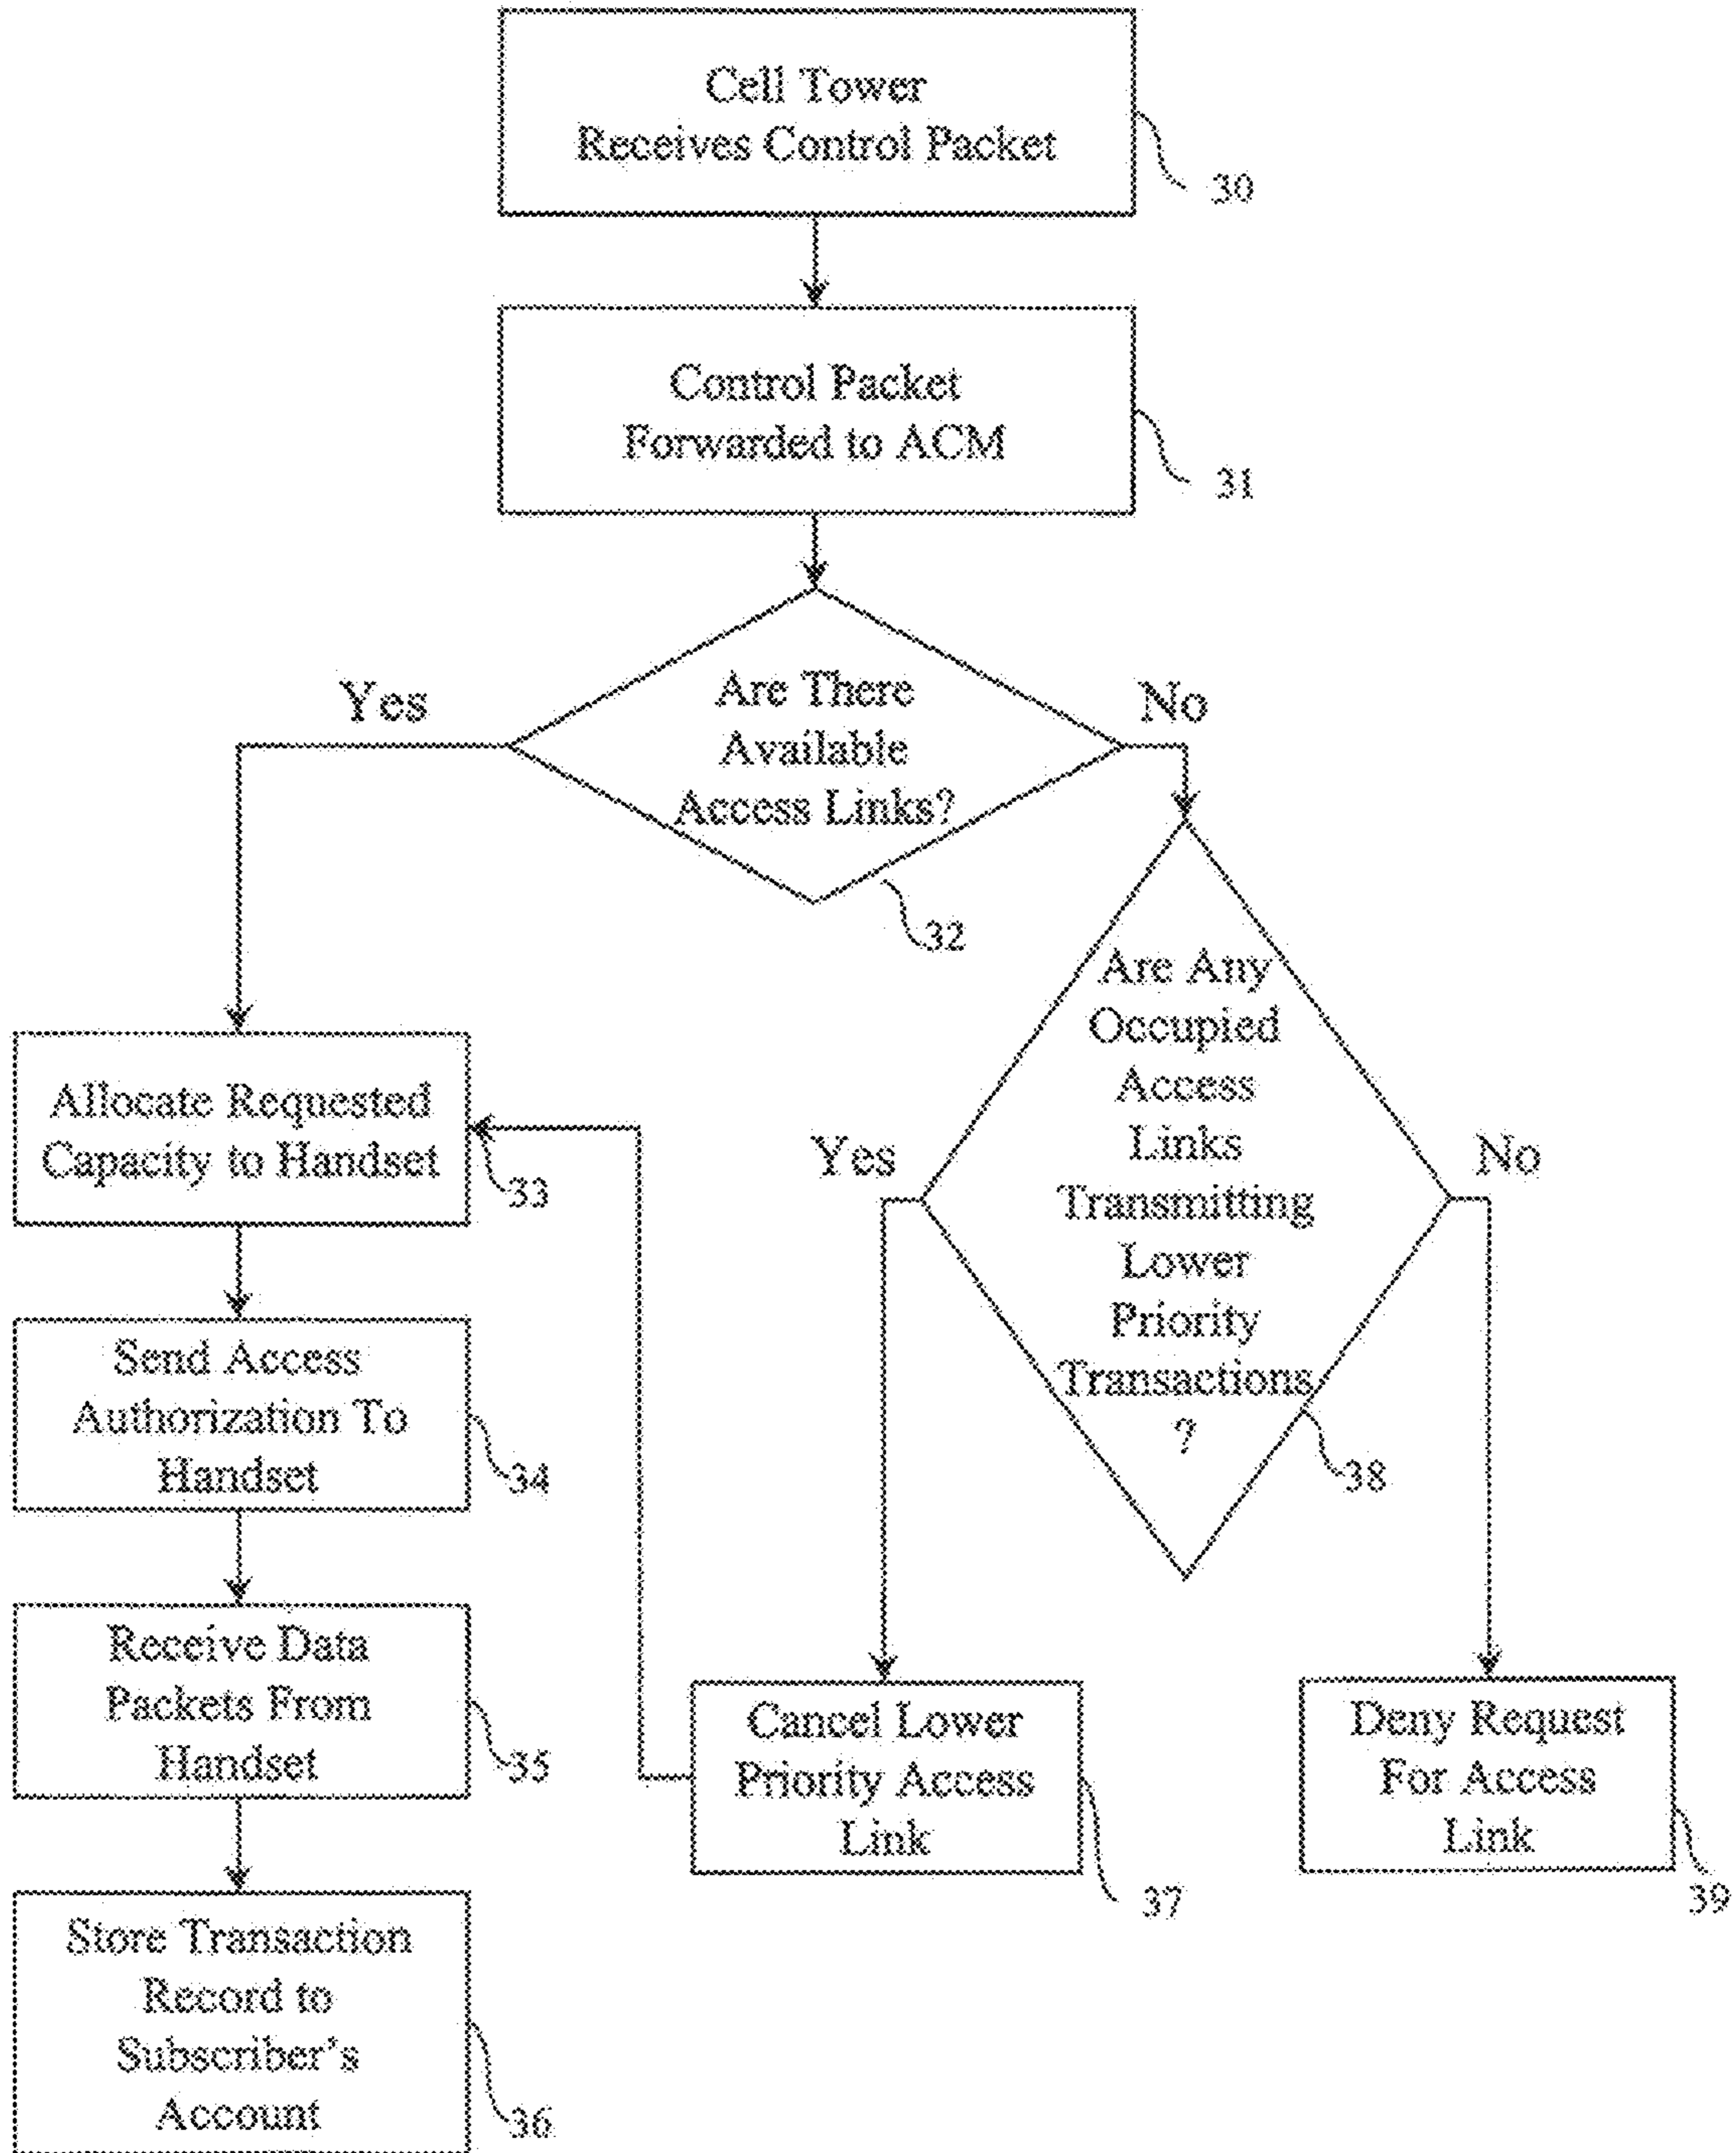 Cell Tower
Receives Control Packet
30
Control Packet
Forwarded to ACM
31
Are There
Available
Access Links?
Yes
No
32
Are Any
Occupied
Access
Links
Transmitting
Lower
Priority
Transactions
?
Yes
No
38
Allocate Requested
Capacity to Handset
33
Send Access
Authorization To
Handset
34
Receive Data
Packets From
Handset
35
Store Transaction
Record to
Subscriber's
Account
36
Cancel Lower
Priority Access
Link
37
Deny Request
For Access
Link
39